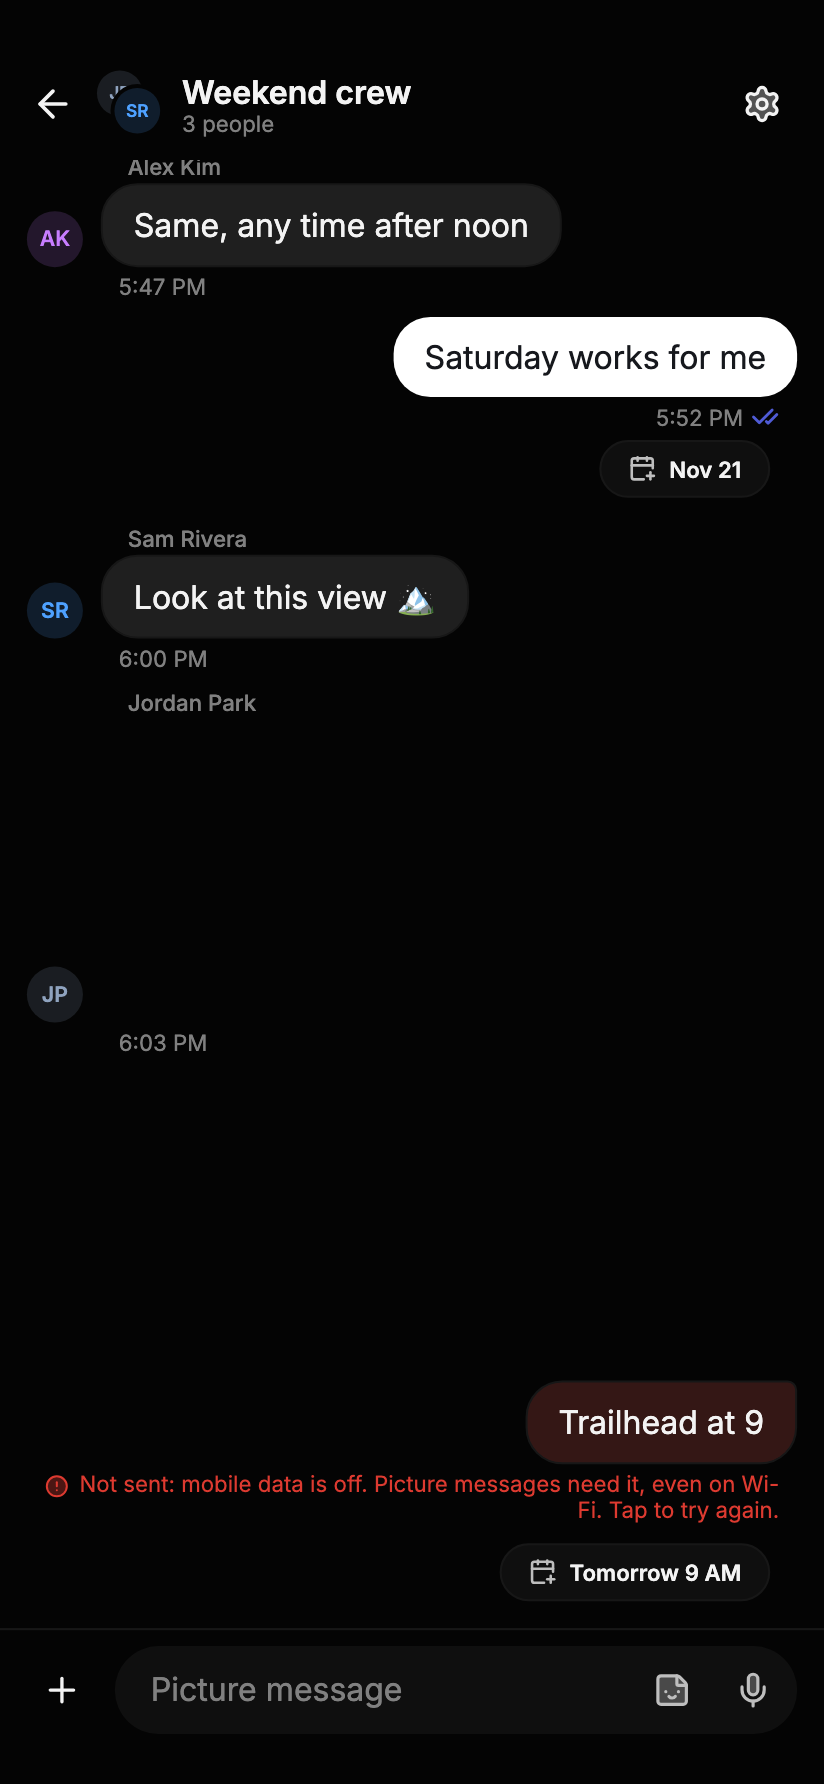 Weekend crew
SR
3 people
Alex Kim
Same, any time after noon
AK
5:47 PM
Saturday works for me
5:52 PM
Nov 21
Sam Rivera
Look at this view 🏔️
SR
6:00 PM
Jordan Park
JP
6:03 PM
Trailhead at 9
Not sent: mobile data is off. Picture messages need it, even on Wi-
Fi. Tap to try again.
Tomorrow 9 AM
Picture message